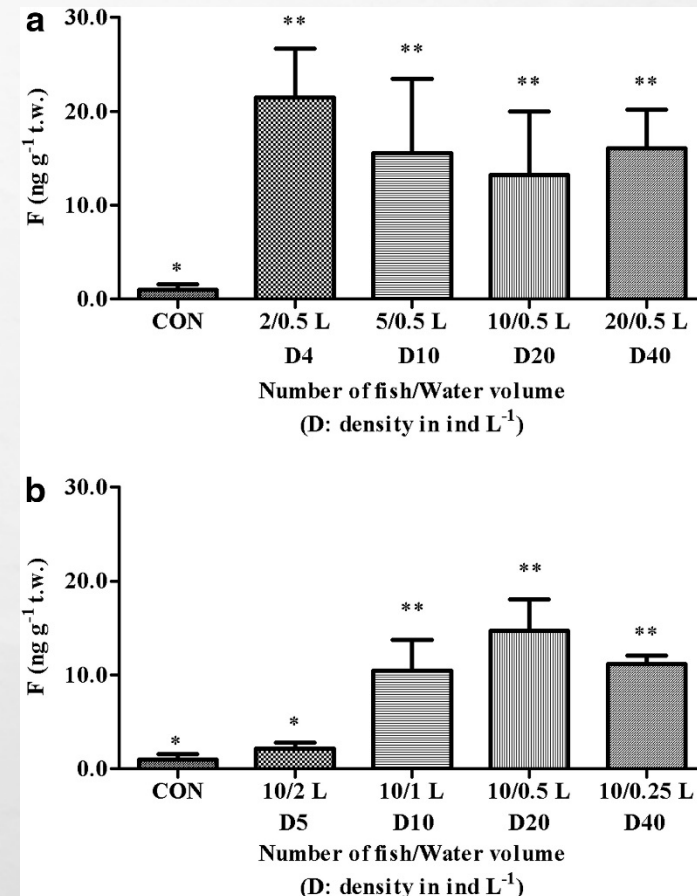 a
30.0
** ** ** **
20.0
10.0
*
0.0
F (ng g⁻¹ t.w.)
CON 2/0.5 L 5/0.5 L 10/0.5 L 20/0.5 L
D4 D10 D20 D40
Number of fish/Water volume
(D: density in ind L⁻¹)
b
30.0
20.0
**
** **
10.0
* *
0.0
F (ng g⁻¹ t.w.)
CON 10/2 L 10/1 L 10/0.5 L 10/0.25 L
D5 D10 D20 D40
Number of fish/Water volume
(D: density in ind L⁻¹)